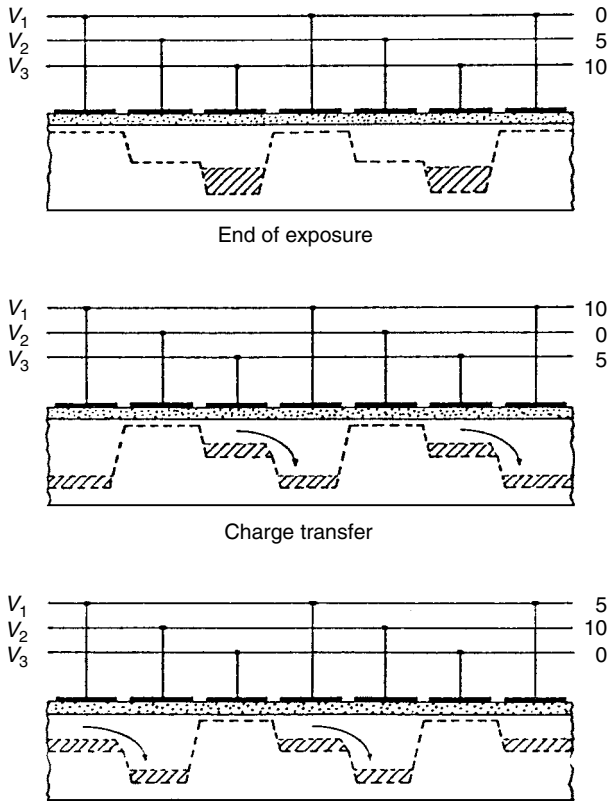 V1 0
V2 5
V3 10
End of exposure
V1 10
V2 0
V3 5
Charge transfer
V1 5
V2 10
V3 0